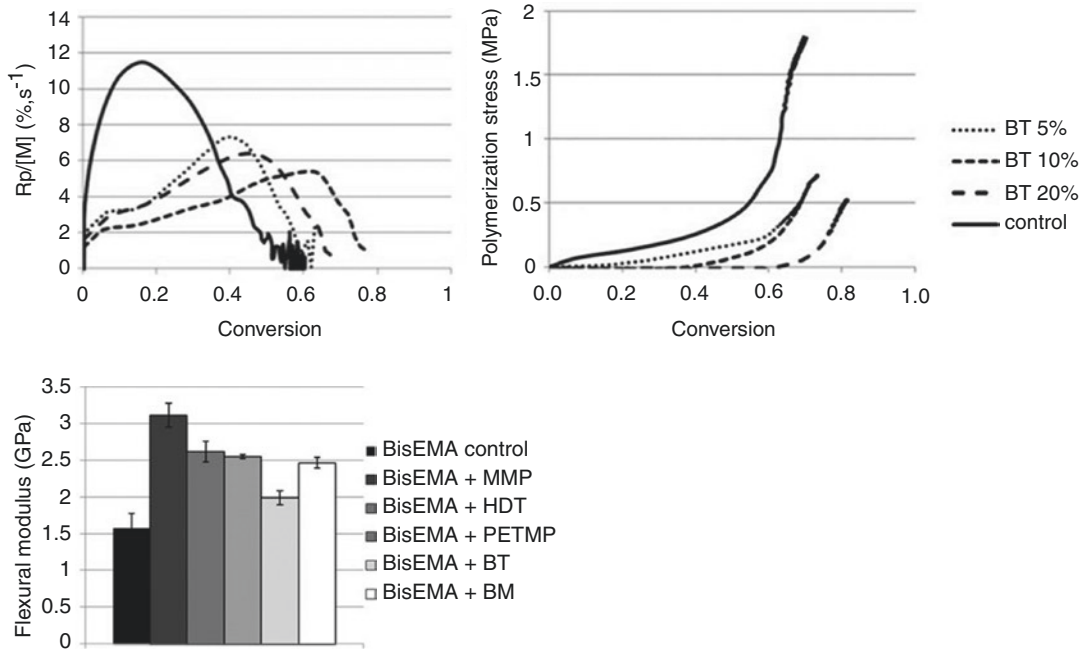 14
12
10
8
6
4
2
0
Rp/[M] (%,s-1)
0
0.2
0.4
0.6
0.8
1
Conversion
2
1.5
1
0.5
0
Polymerization stress (MPa)
0.0
0.2
0.4
0.6
0.8
1.0
Conversion
BT 5%
BT 10%
BT 20%
control
3.5
3
2.5
2
1.5
1
0.5
0
Flexural modulus (GPa)
BisEMA control
BisEMA + MMP
BisEMA + HDT
BisEMA + PETMP
BisEMA + BT
BisEMA + BM